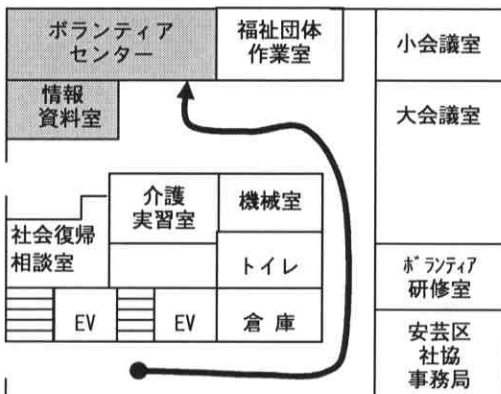 ボランティア
センター
福祉団体
作業室
小会議室
情報
資料室
大会議室
介護
実習室
機械室
社会復帰
相談室
トイレ
ボランティア
研修室
EV
EV
倉庫
安芸区
社協
事務局